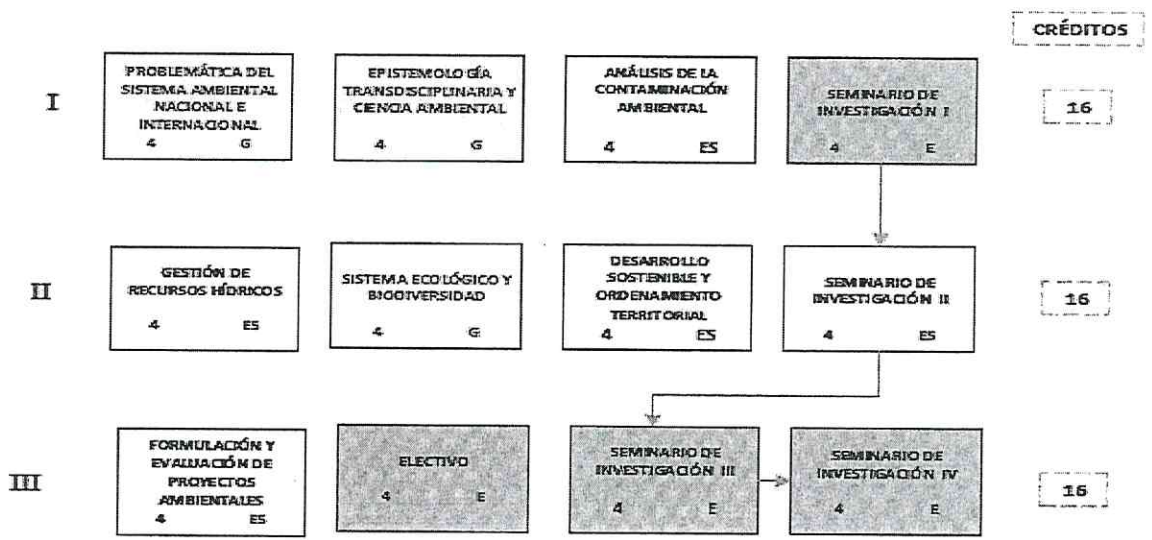 CRÉDITOS
I
PROBLEMÁTICA DEL
SISTEMA AMBIENTAL
NACIONAL E
INTERNACIONAL
4 G
EPISTEMOLOGÍA
TRANSDISCIPLINARIA Y
CIENCIA AMBIENTAL
4 G
ANÁLISIS DE LA
CONTAMINACIÓN
AMBIENTAL
4 ES
SEMINARIO DE
INVESTIGACIÓN I
4 E
16
II
GESTIÓN DE
RECURSOS HÍDRICOS
4 ES
SISTEMA ECOLÓGICO Y
BIODIVERSIDAD
4 G
DESARROLLO
SOSTENIBLE Y
ORDENAMIENTO
TERRITORIAL
4 ES
SEMINARIO DE
INVESTIGACIÓN II
4 ES
16
III
FORMULACIÓN Y
EVALUACIÓN DE
PROYECTOS
AMBIENTALES
4 ES
ELECTIVO
4 E
SEMINARIO DE
INVESTIGACIÓN III
4 E
SEMINARIO DE
INVESTIGACIÓN IV
4 E
16